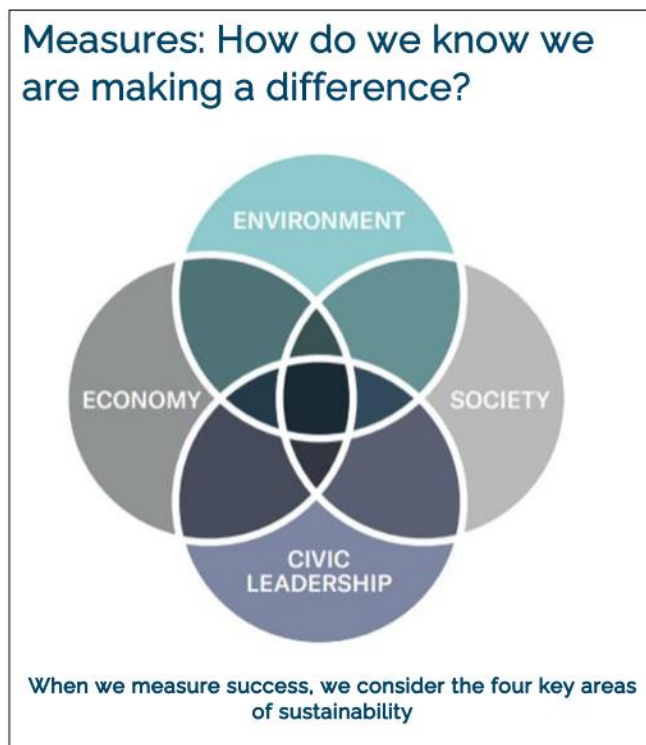 Measures: How do we know we
are making a difference?
ENVIRONMENT
ECONOMY
SOCIETY
CIVIC
LEADERSHIP
When we measure success, we consider the four key areas
of sustainability